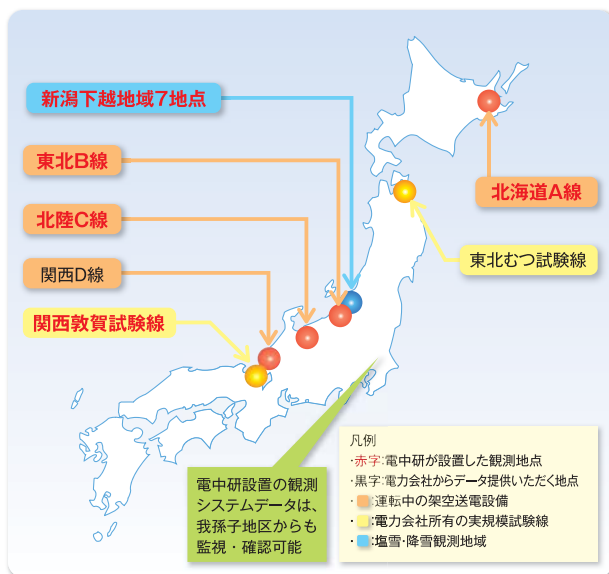 新潟下越地域7地点
東北B線
北陸C線
関西D線
関西敦賀試験線
北海道A線
東北むつ試験線
電中研設置の観測
システムデータは、
我孫子地区からも
監視・確認可能
凡例
・赤字:電中研が設置した観測地点
・黒字:電力会社からデータ提供いただく地点
・ :運転中の架空送電設備
・ :電力会社所有の実規模試験線
・ :塩雪・降雪観測地域